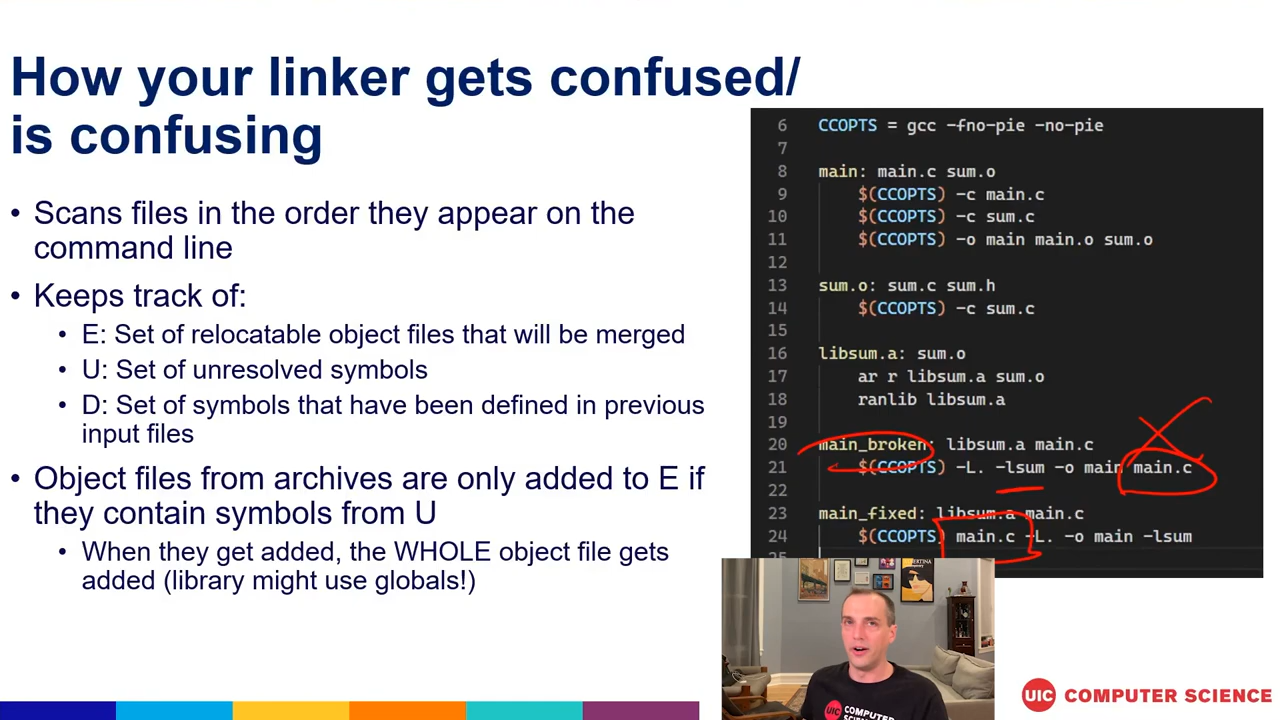 How your linker gets confused/
is confusing
• Scans files in the order they appear on the
command line
• Keeps track of:
• E: Set of relocatable object files that will be merged
• U: Set of unresolved symbols
• D: Set of symbols that have been defined in previous
input files
• Object files from archives are only added to E if
they contain symbols from U
• When they get added, the WHOLE object file gets
added (library might use globals!)
6 CCOPTS = gcc -fno-pie -no-pie
7
8 main: main.c sum.o
9 $(CCOPTS) -c main.c
10 $(CCOPTS) -c sum.c
11 $(CCOPTS) -o main main.o sum.o
12
13 sum.o: sum.c sum.h
14 $(CCOPTS) -c sum.c
15
16 libsum.a: sum.o
17 ar r libsum.a sum.o
18 ranlib libsum.a
19
20 main_broken: libsum.a main.c
21 $(CCOPTS) -L. -lsum -o main main.c
22
23 main_fixed: libsum.a main.c
24 $(CCOPTS) main.c -L. -o main -lsum
25
UIC
COMPUTER
UIC COMPUTER SCIENCE